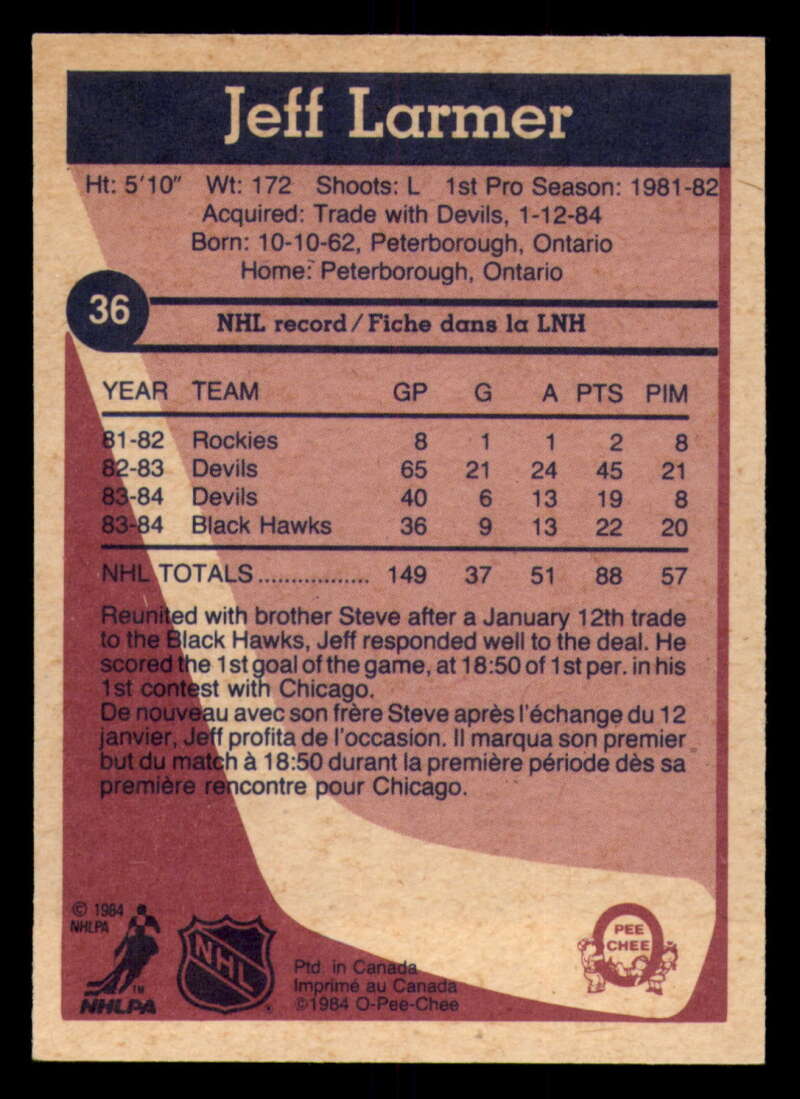 Jeff Larmer
Ht: 5'10" Wt: 172 Shoots: L 1st Pro Season: 1981-82
Acquired: Trade with Devils, 1-12-84
Born: 10-10-62, Peterborough, Ontario
Home: Peterborough, Ontario
36
NHL record/Fiche dans la LNH
YEAR TEAM GP G A PTS PIM
81-82 Rockies 8 1 1 2 8
82-83 Devils 65 21 24 45 21
83-84 Devils 40 6 13 19 8
83-84 Black Hawks 36 9 13 22 20
NHL TOTALS................. 149 37 51 88 57
Reunited with brother Steve after a January 12th trade
to the Black Hawks, Jeff responded well to the deal. He
scored the 1st goal of the game, at 18:50 of 1st per. in his
1st contest with Chicago.
De nouveau avec son frère Steve après l'échange du 12
janvier, Jeff profita de l'occasion. Il marqua son premier
but du match à 18:50 durant la première période dès sa
première rencontre pour Chicago.
© 1984
NHLPA
TM
NHLPA
NHL
Ptd. in Canada
Imprimé au Canada
©1984 O-Pee-Chee
PEE
CHEE